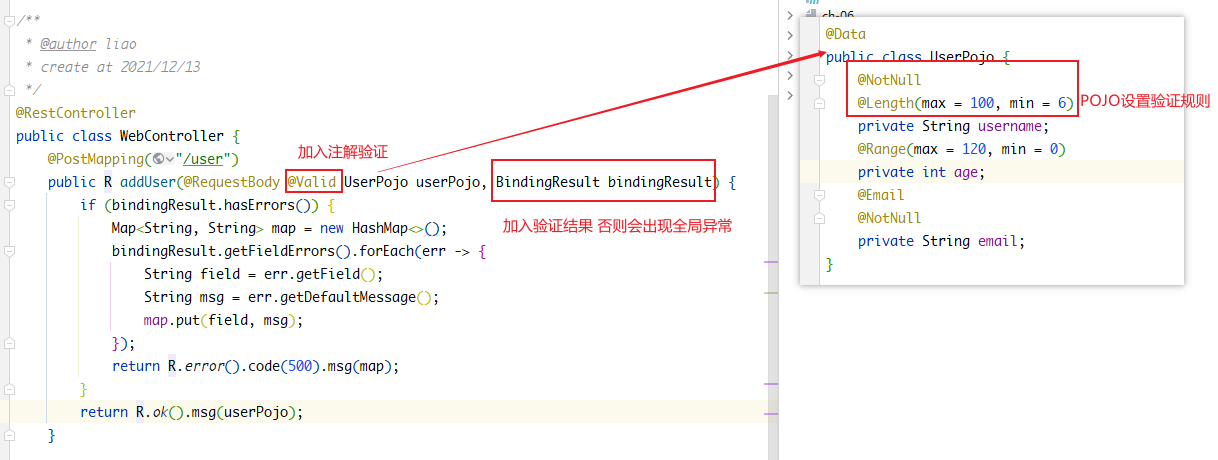 /**
* @author liao
* create at 2021/12/13
*/
@RestController
public class WebController {
@PostMapping("/user")
加入注解验证
public R addUser(@RequestBody @Valid UserPojo userPojo, BindingResult bindingResult) {
if (bindingResult.hasErrors()) {
加入验证结果 否则会出现全局异常
Map<String, String> map = new HashMap<>();
bindingResult.getFieldErrors().forEach(err -> {
String field = err.getField();
String msg = err.getDefaultMessage();
map.put(field, msg);
});
return R.error().code(500).msg(map);
}
return R.ok().msg(userPojo);
}
ch-06
@Data
public class UserPojo {
@NotNull
@Length(max = 100, min = 6)
POJO设置验证规则
private String username;
@Range(max = 120, min = 0)
private int age;
@Email
@NotNull
private String email;
}